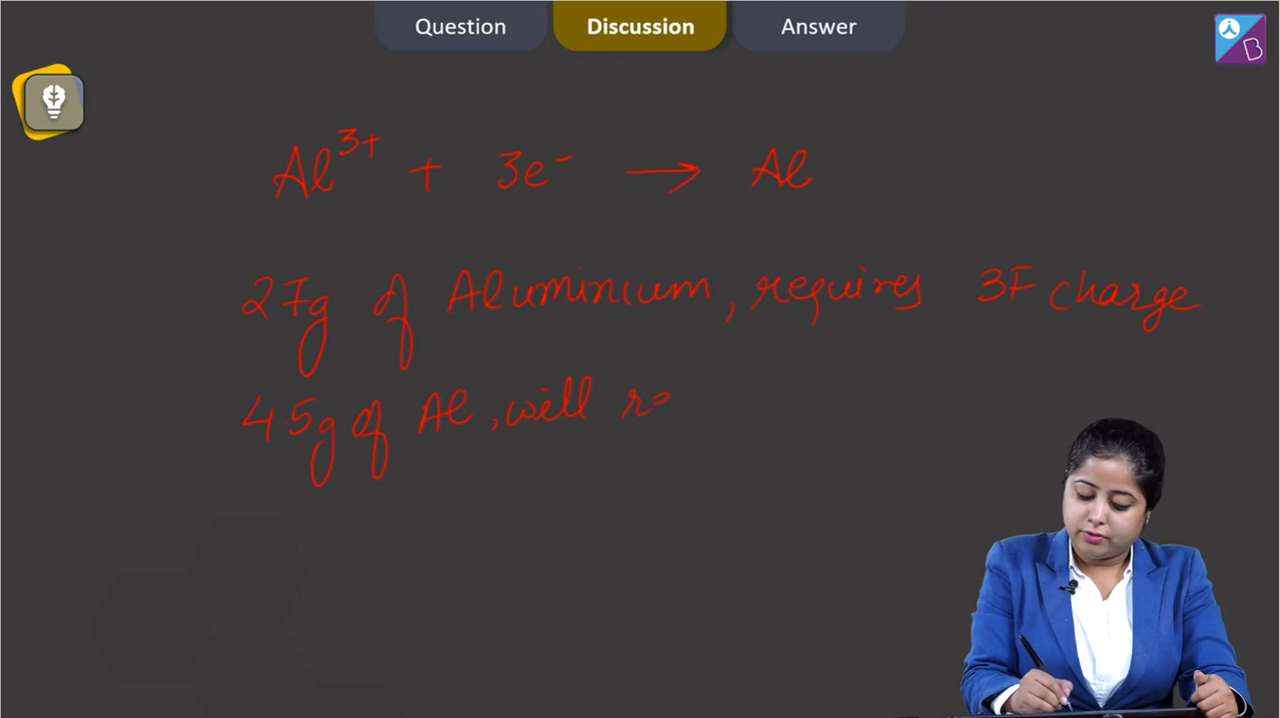 Question Discussion Answer
B
Al³⁺ + 3e⁻ → Al
27g of Aluminium, requires 3F charge
45g of Al, will